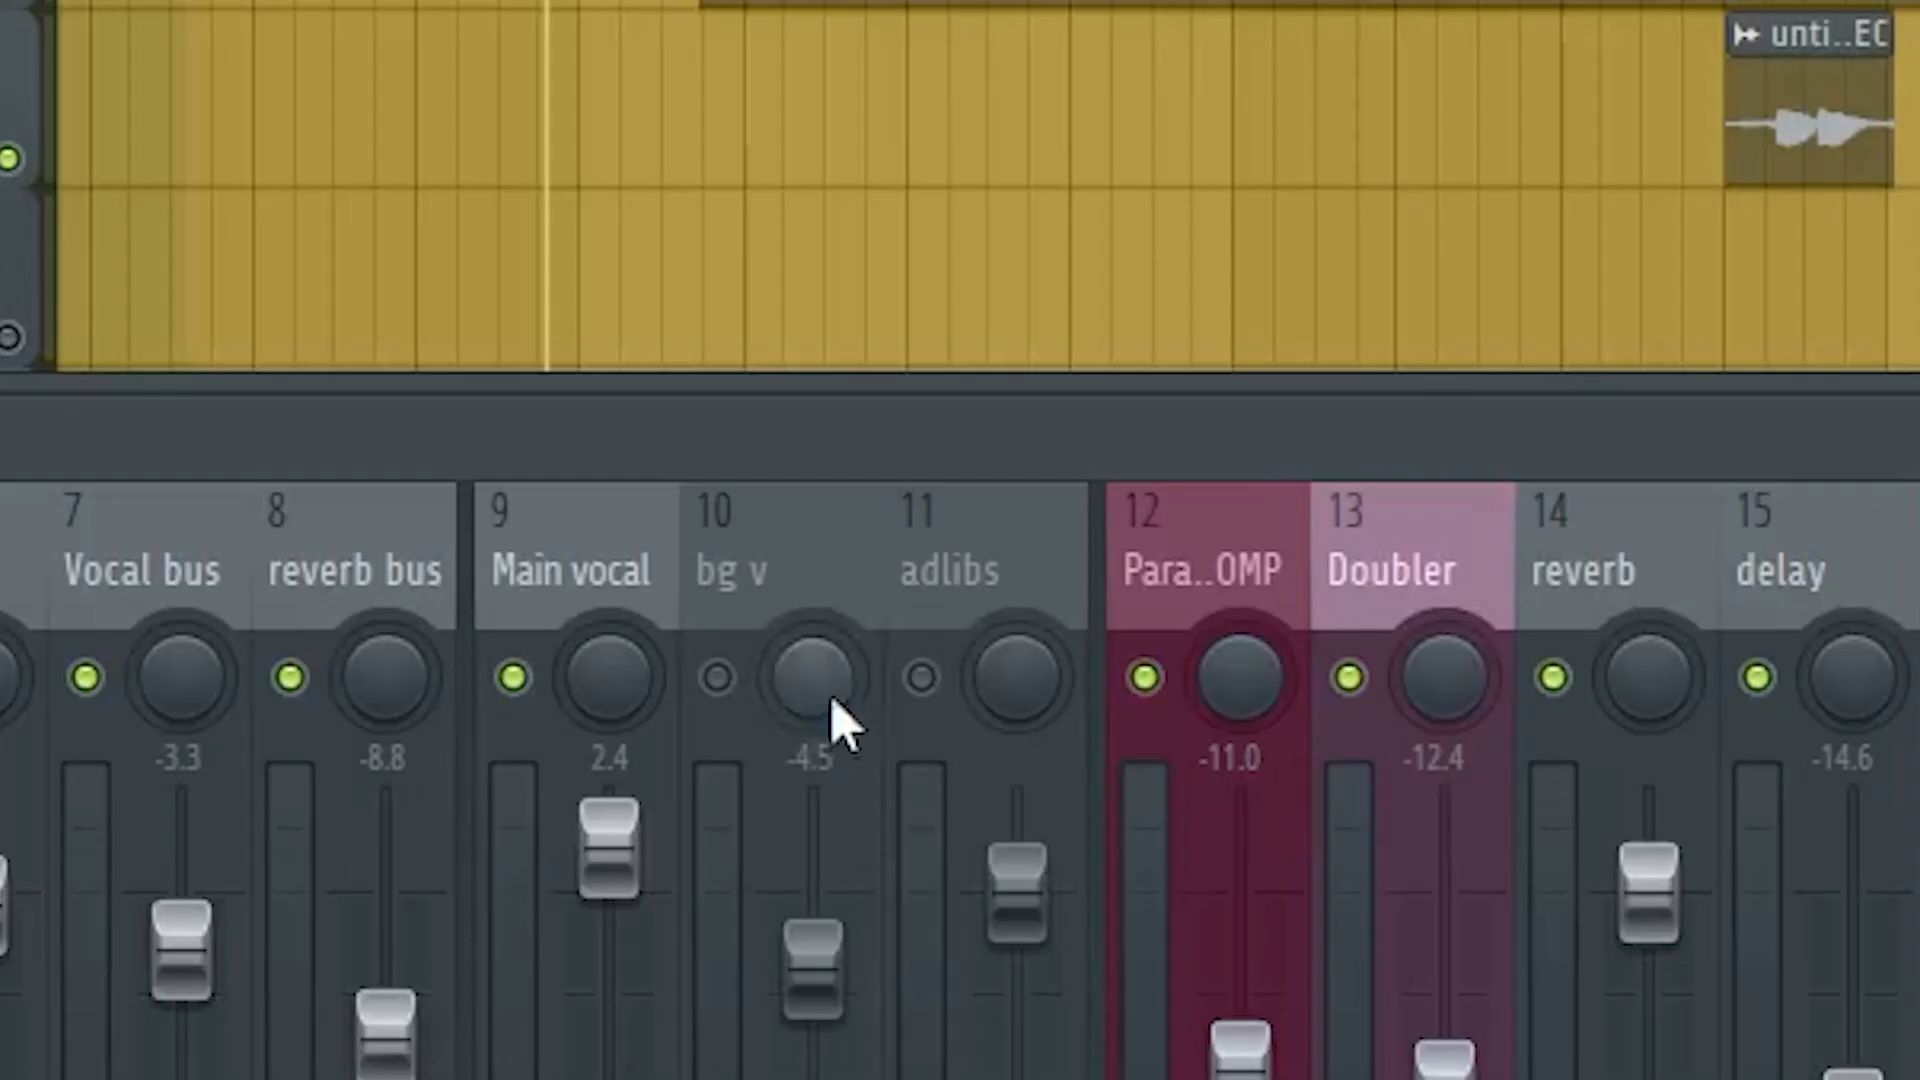 unti..EC
7 8 9 10 11 12 13 14 15
Vocal bus reverb bus Main vocal bg v adlibs Para..OMP Doubler reverb delay
-3.3 -8.8 2.4 -4.5 -11.0 -12.4 -14.6